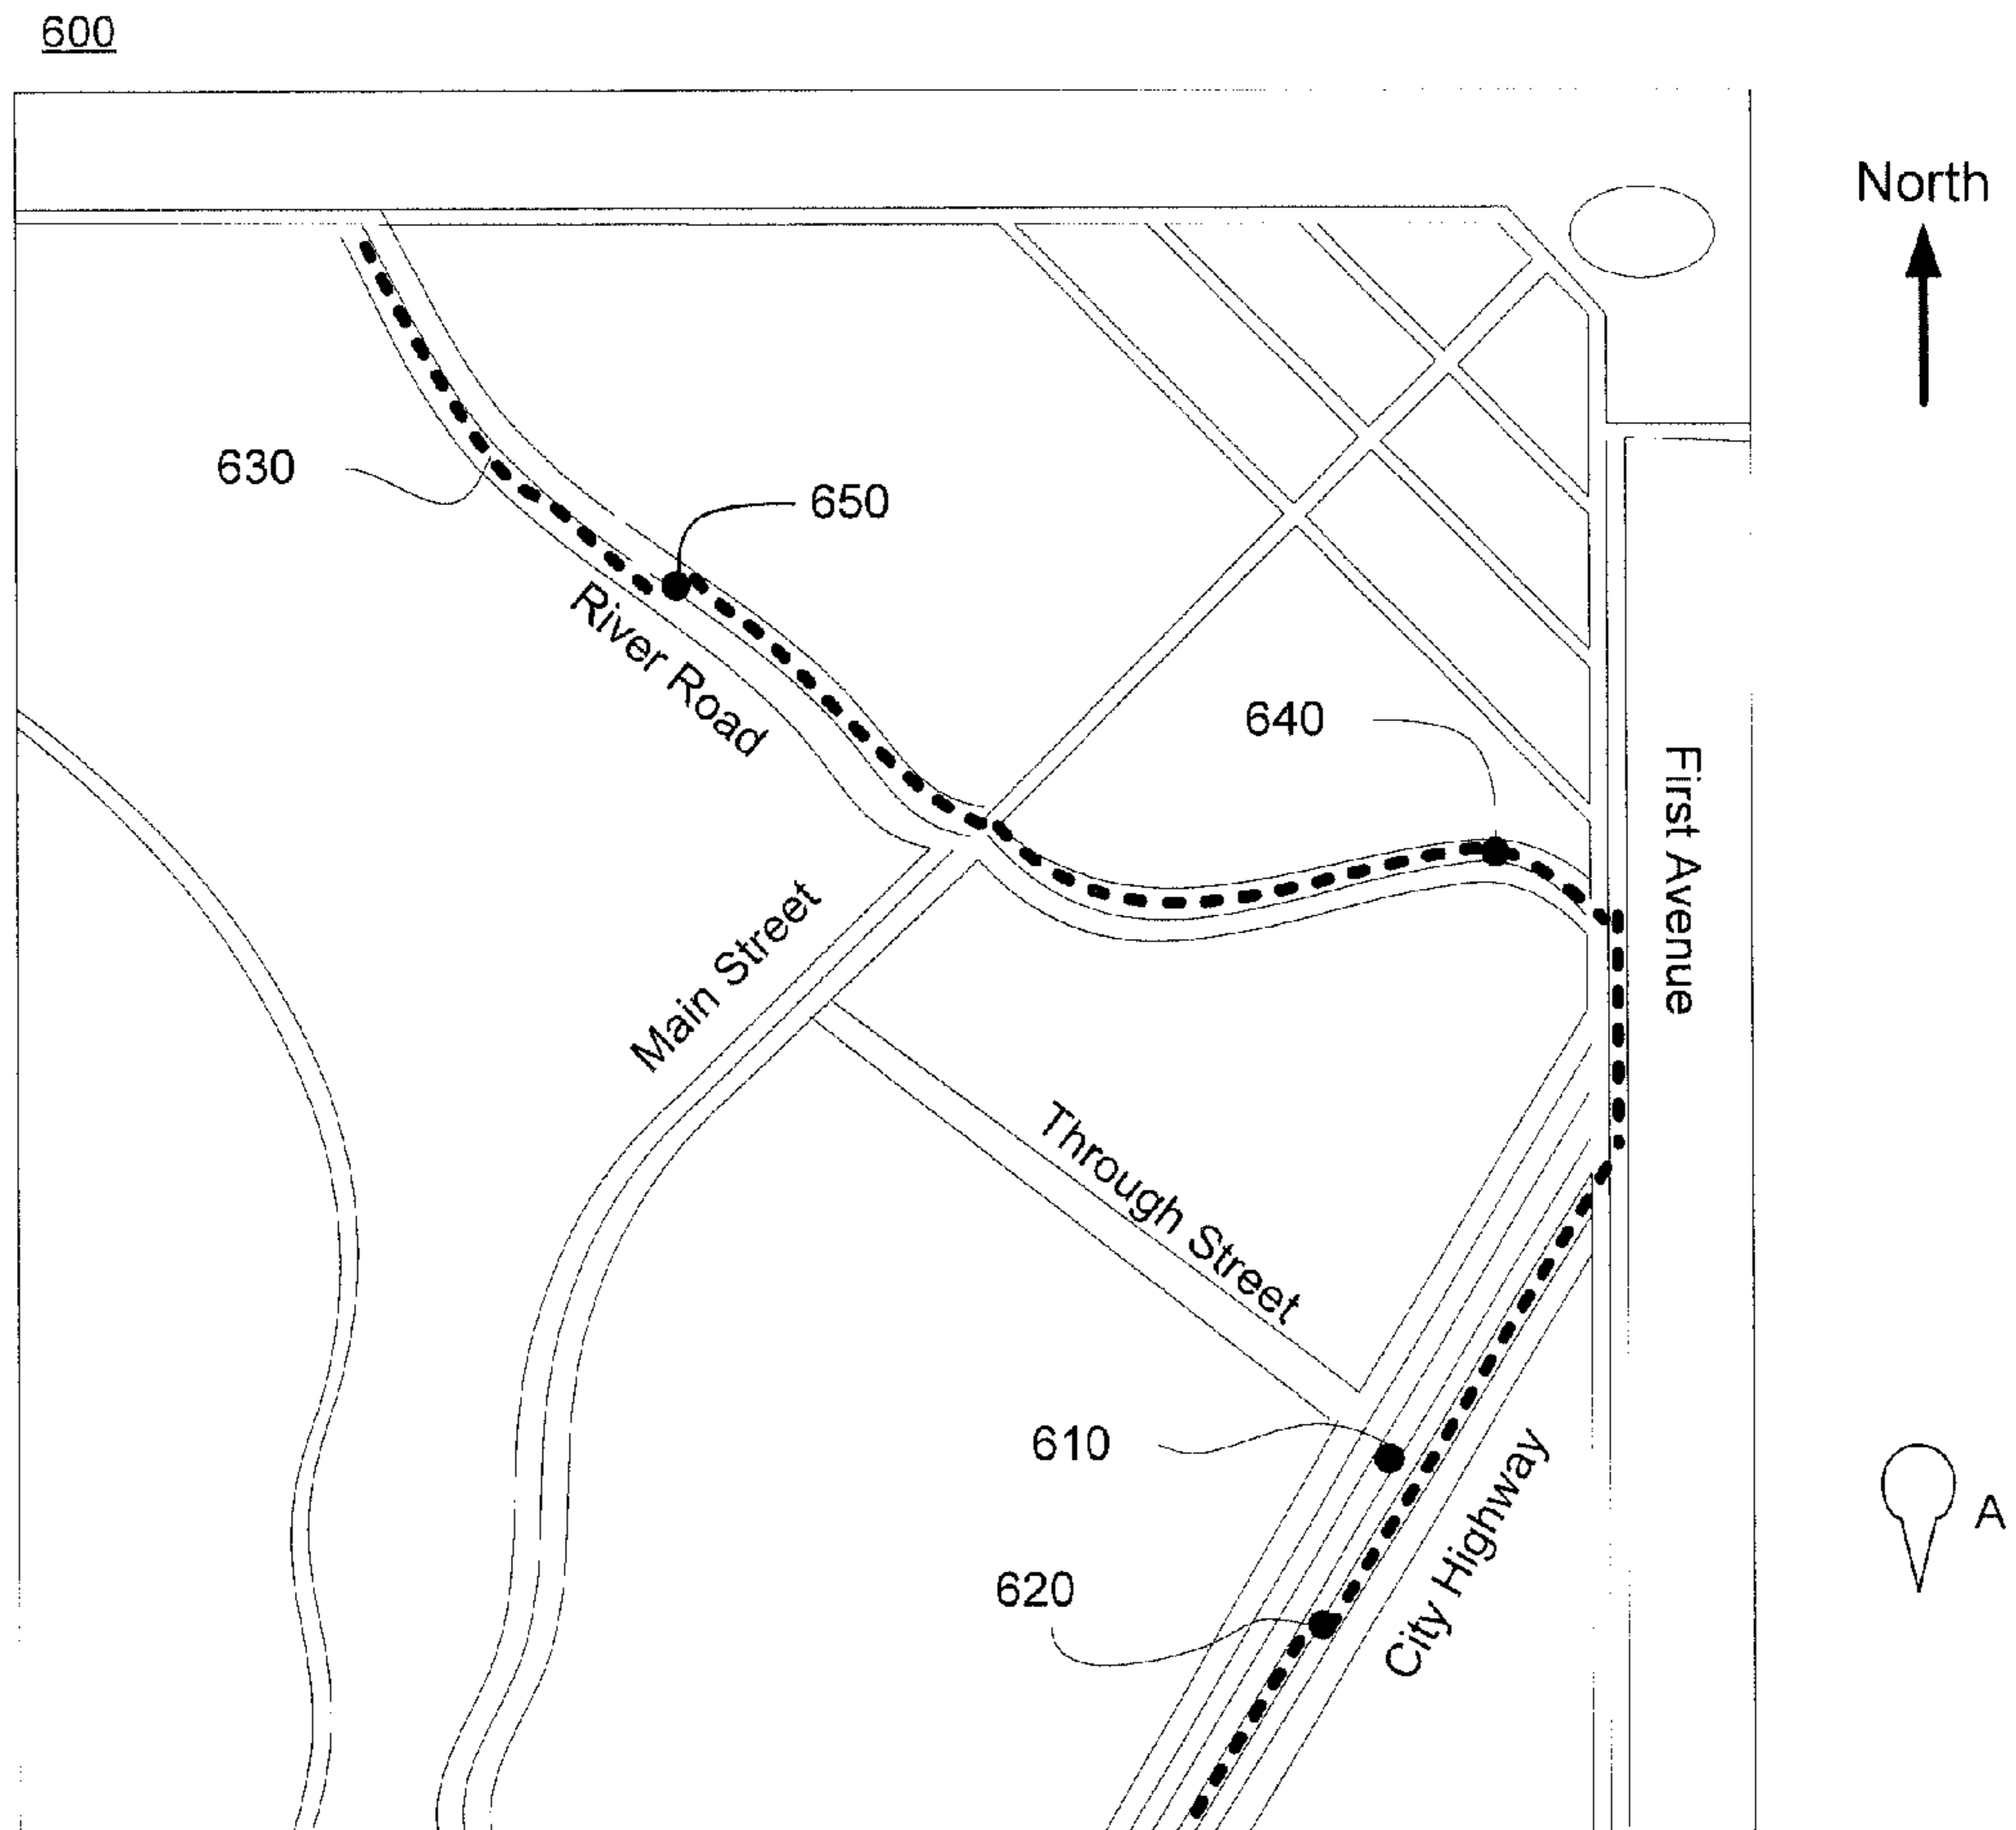 600
North
630
650
River Road
640
First Avenue
Main Street
Through Street
610
City Highway
A
620